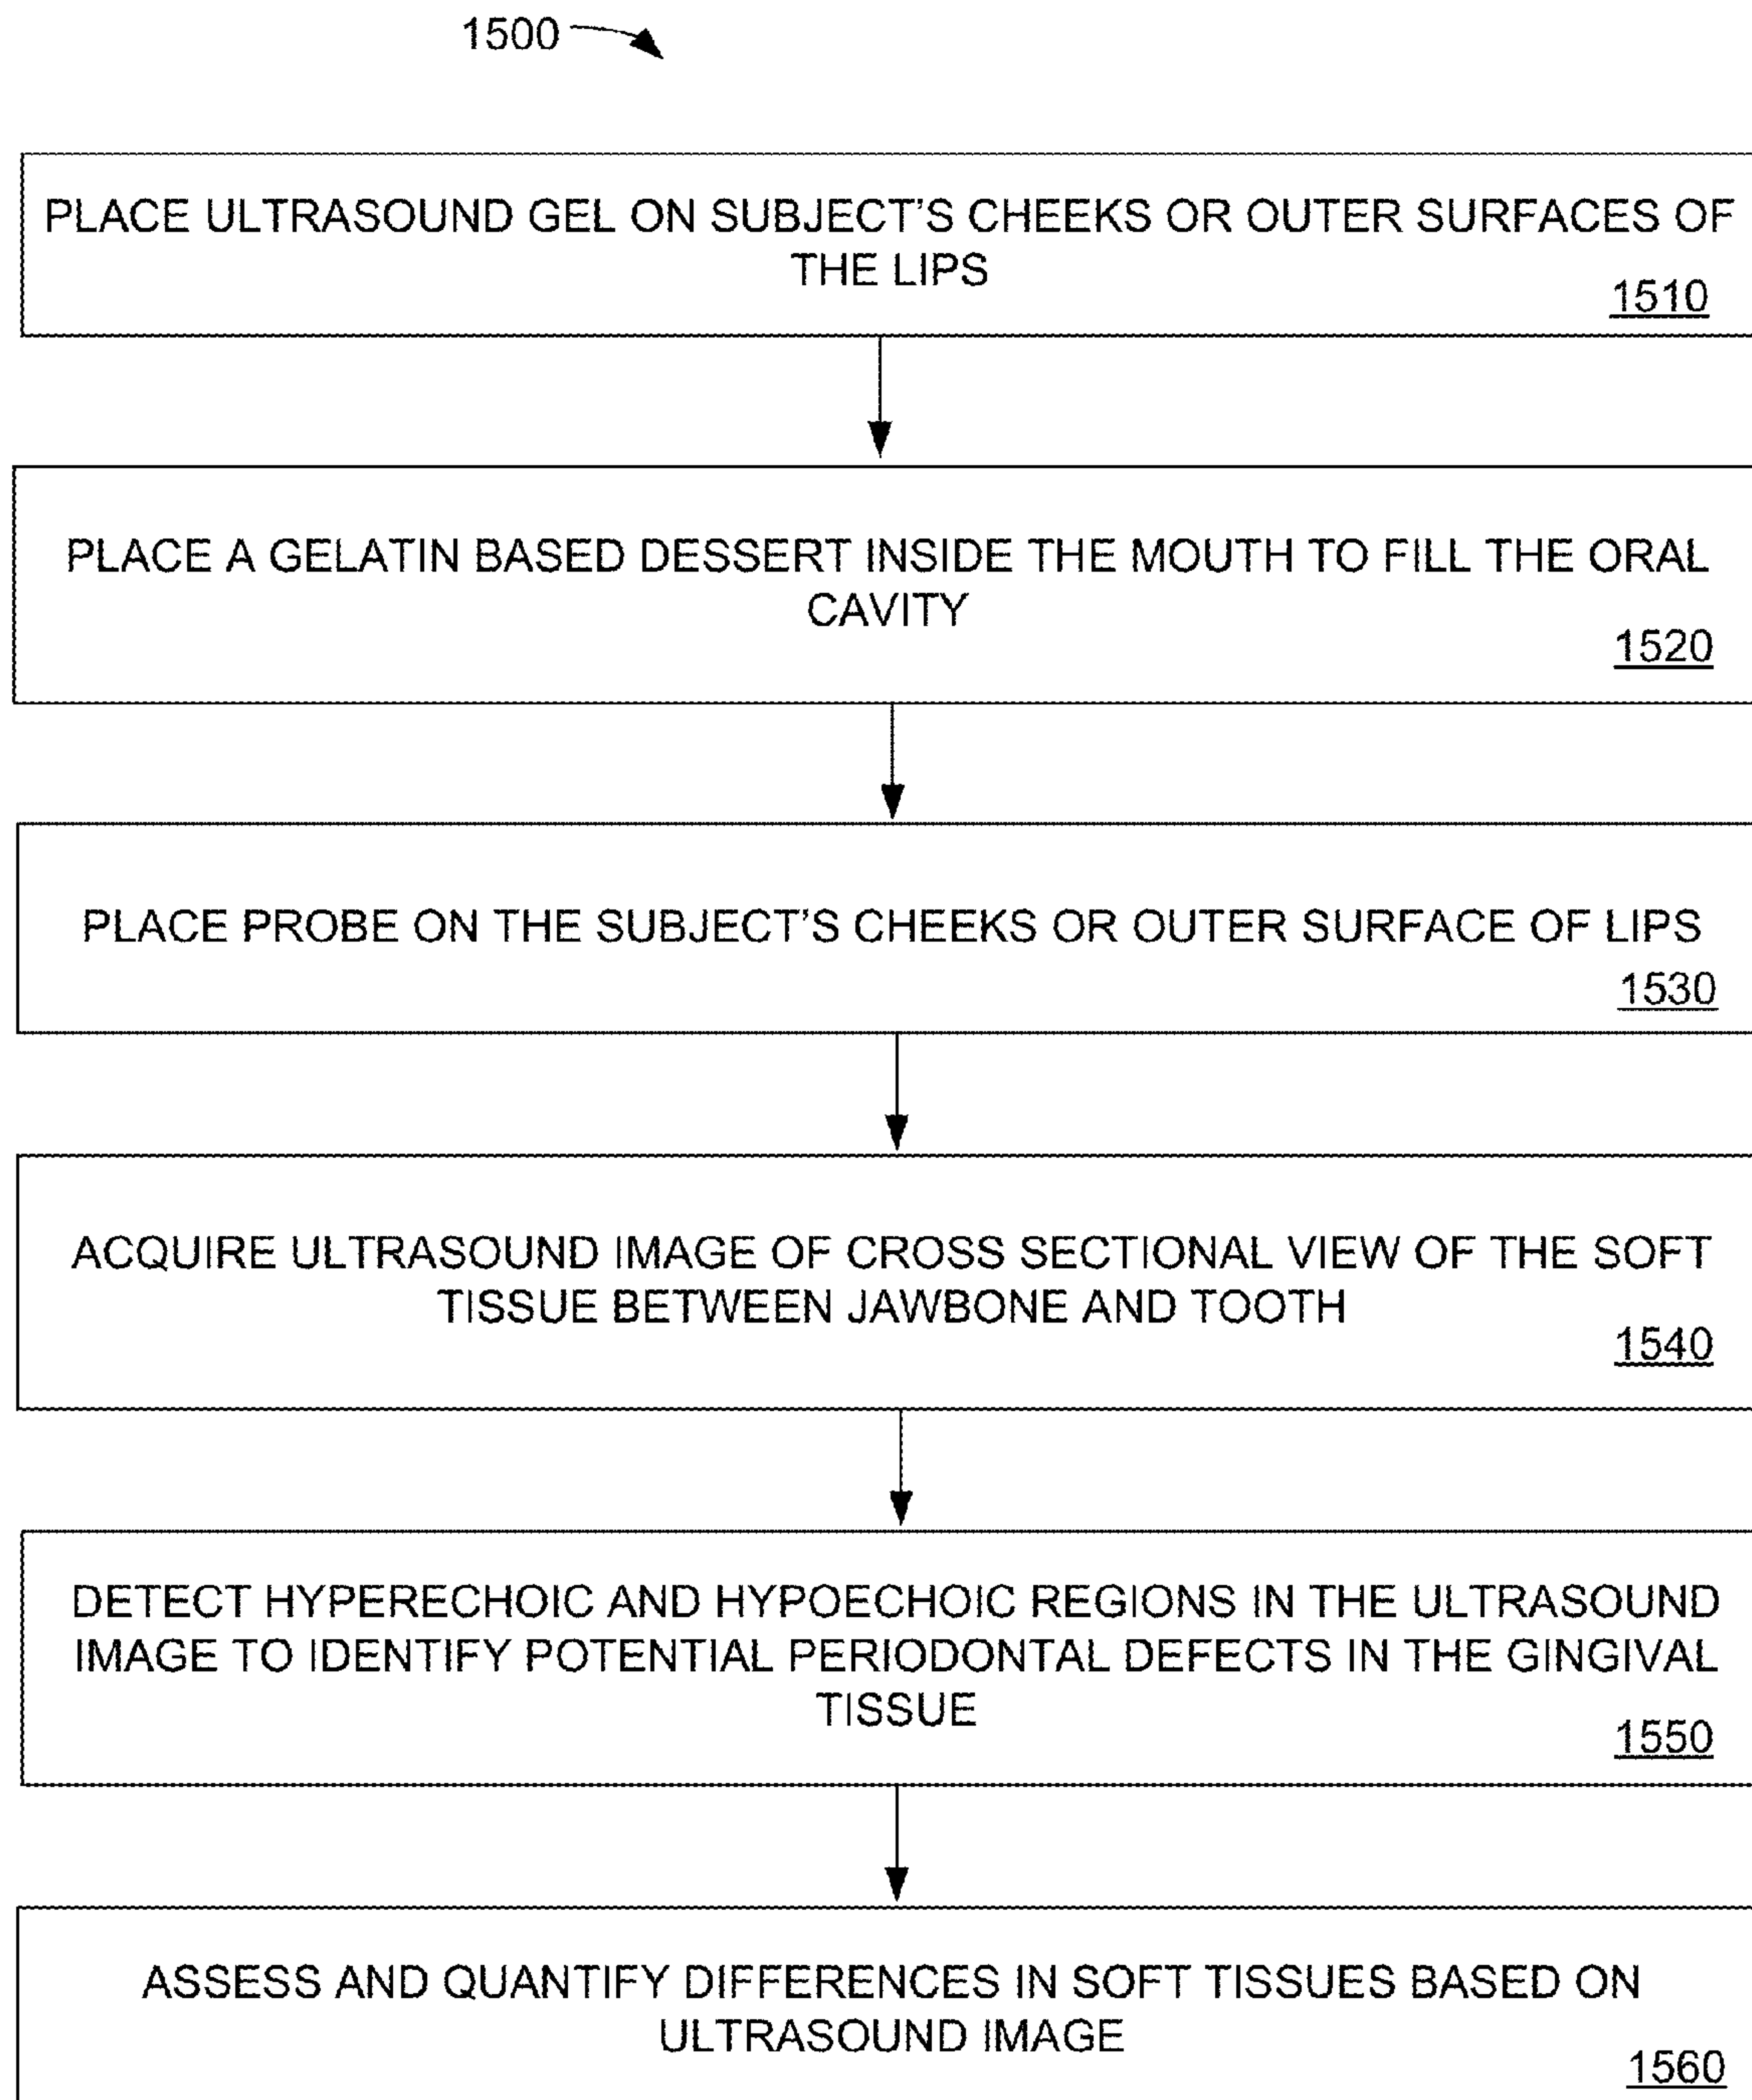 1500
PLACE ULTRASOUND GEL ON SUBJECT'S CHEEKS OR OUTER SURFACES OF
THE LIPS
1510
PLACE A GELATIN BASED DESSERT INSIDE THE MOUTH TO FILL THE ORAL
CAVITY
1520
PLACE PROBE ON THE SUBJECT'S CHEEKS OR OUTER SURFACE OF LIPS
1530
ACQUIRE ULTRASOUND IMAGE OF CROSS SECTIONAL VIEW OF THE SOFT
TISSUE BETWEEN JAWBONE AND TOOTH
1540
DETECT HYPERECHOIC AND HYPOECHOIC REGIONS IN THE ULTRASOUND
IMAGE TO IDENTIFY POTENTIAL PERIODONTAL DEFECTS IN THE GINGIVAL
TISSUE
1550
ASSESS AND QUANTIFY DIFFERENCES IN SOFT TISSUES BASED ON
ULTRASOUND IMAGE
1560